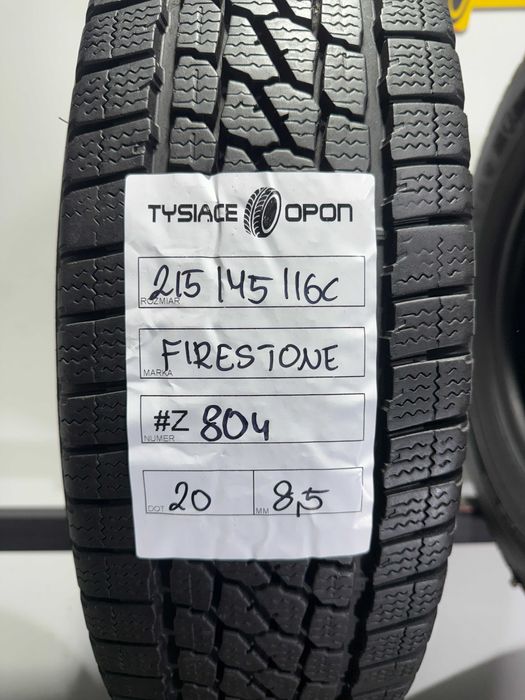 TYSIACE OPON
215/45/16C
ROZMIAR
FIRESTONE
MARKA
#Z 804
NUMER
20 8,5
DOT MM